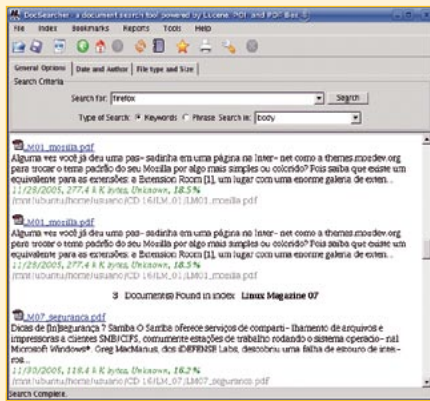 DocSearcher - a document search tool powered by Lucene, PDF and PDF Box
File Index Bookmarks Reports Tools Help
General Options Date and Author File type and Size
Search Criteria
Search for: firefox Search
Type of Search: Keywords Phrase Search in: body
LM01_mosilla.pdf
Alguma vez você já deu uma pas- sadinha em uma página na Inter- net como a themes.mozdev.org
para trocar o tema padrão do seu Mozilla por algo mais simples ou colorido? Pois saiba que existe um
equivalente para as extensões: a Extension Room [1], um lugar com uma enorme galeria de exten...
11/28/2005, 277.4 k K bytes, Unknown, 18.5%
/mnt/ubuntu/home/usuario/CD 16/LM_01/LM01_mosilla.pdf
LM01_mosilla.pdf
Alguma vez você já deu uma pas- sadinha em uma página na Inter- net como a themes.mozdev.org
para trocar o tema padrão do seu Mozilla por algo mais simples ou colorido? Pois saiba que existe um
equivalente para as extensões: a Extension Room [1], um lugar com uma enorme galeria de exten...
11/28/2005, 277.4 k K bytes, Unknown, 18.5%
/mnt/ubuntu/home/usuario/CD 16/LM_01/LM01_mosilla.pdf
3 Document(s) Found in index Linux Magazine 07
LM07_seguranca.pdf
Dicas de [In]segurança ? Samba O Samba oferece serviços de comparti- lhamento de arquivos e
impressoras a clientes SMB/CIFS, comumente estações de trabalho rodando o sistema operacio- nal
Microsoft Windows®. Greg MacManus, dos iDEFENSE Labs, descobriu uma falha de estouro de intei-
ros...
11/30/2005, 118.4 k K bytes, Unknown, 16.2%
/mnt/ubuntu/home/usuario/CD 16/LM_07/LM07_seguranca.pdf
Search Complete.